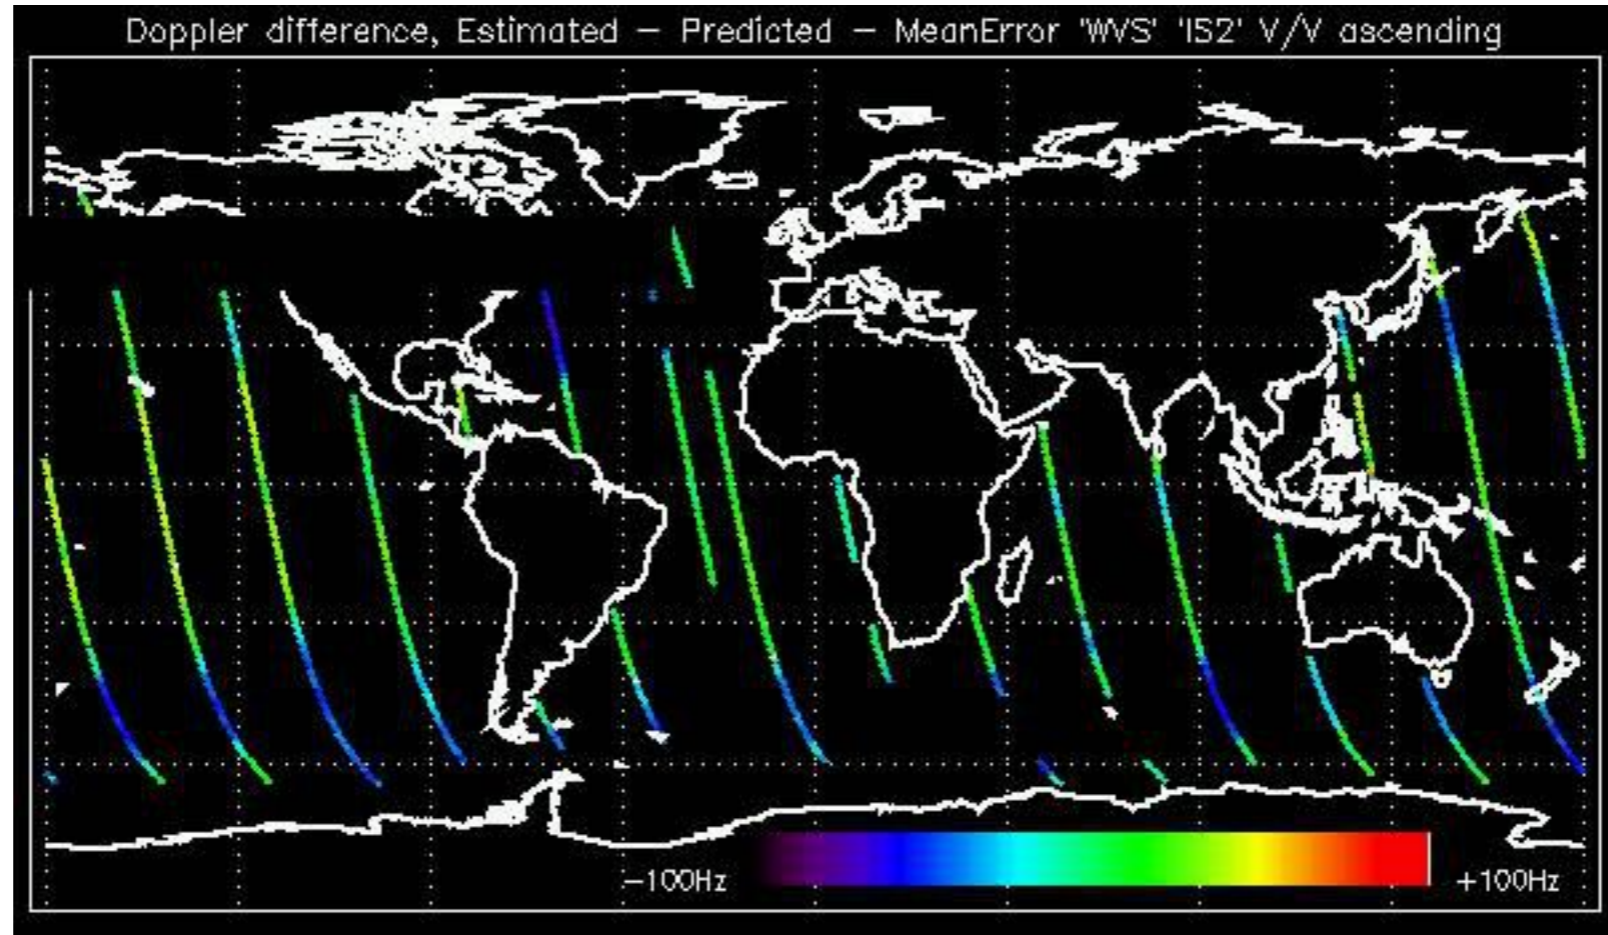 Doppler difference, Estimated — Predicted — MeanError 'WVS' 'IS2' V/V ascending
—100Hz
+100Hz